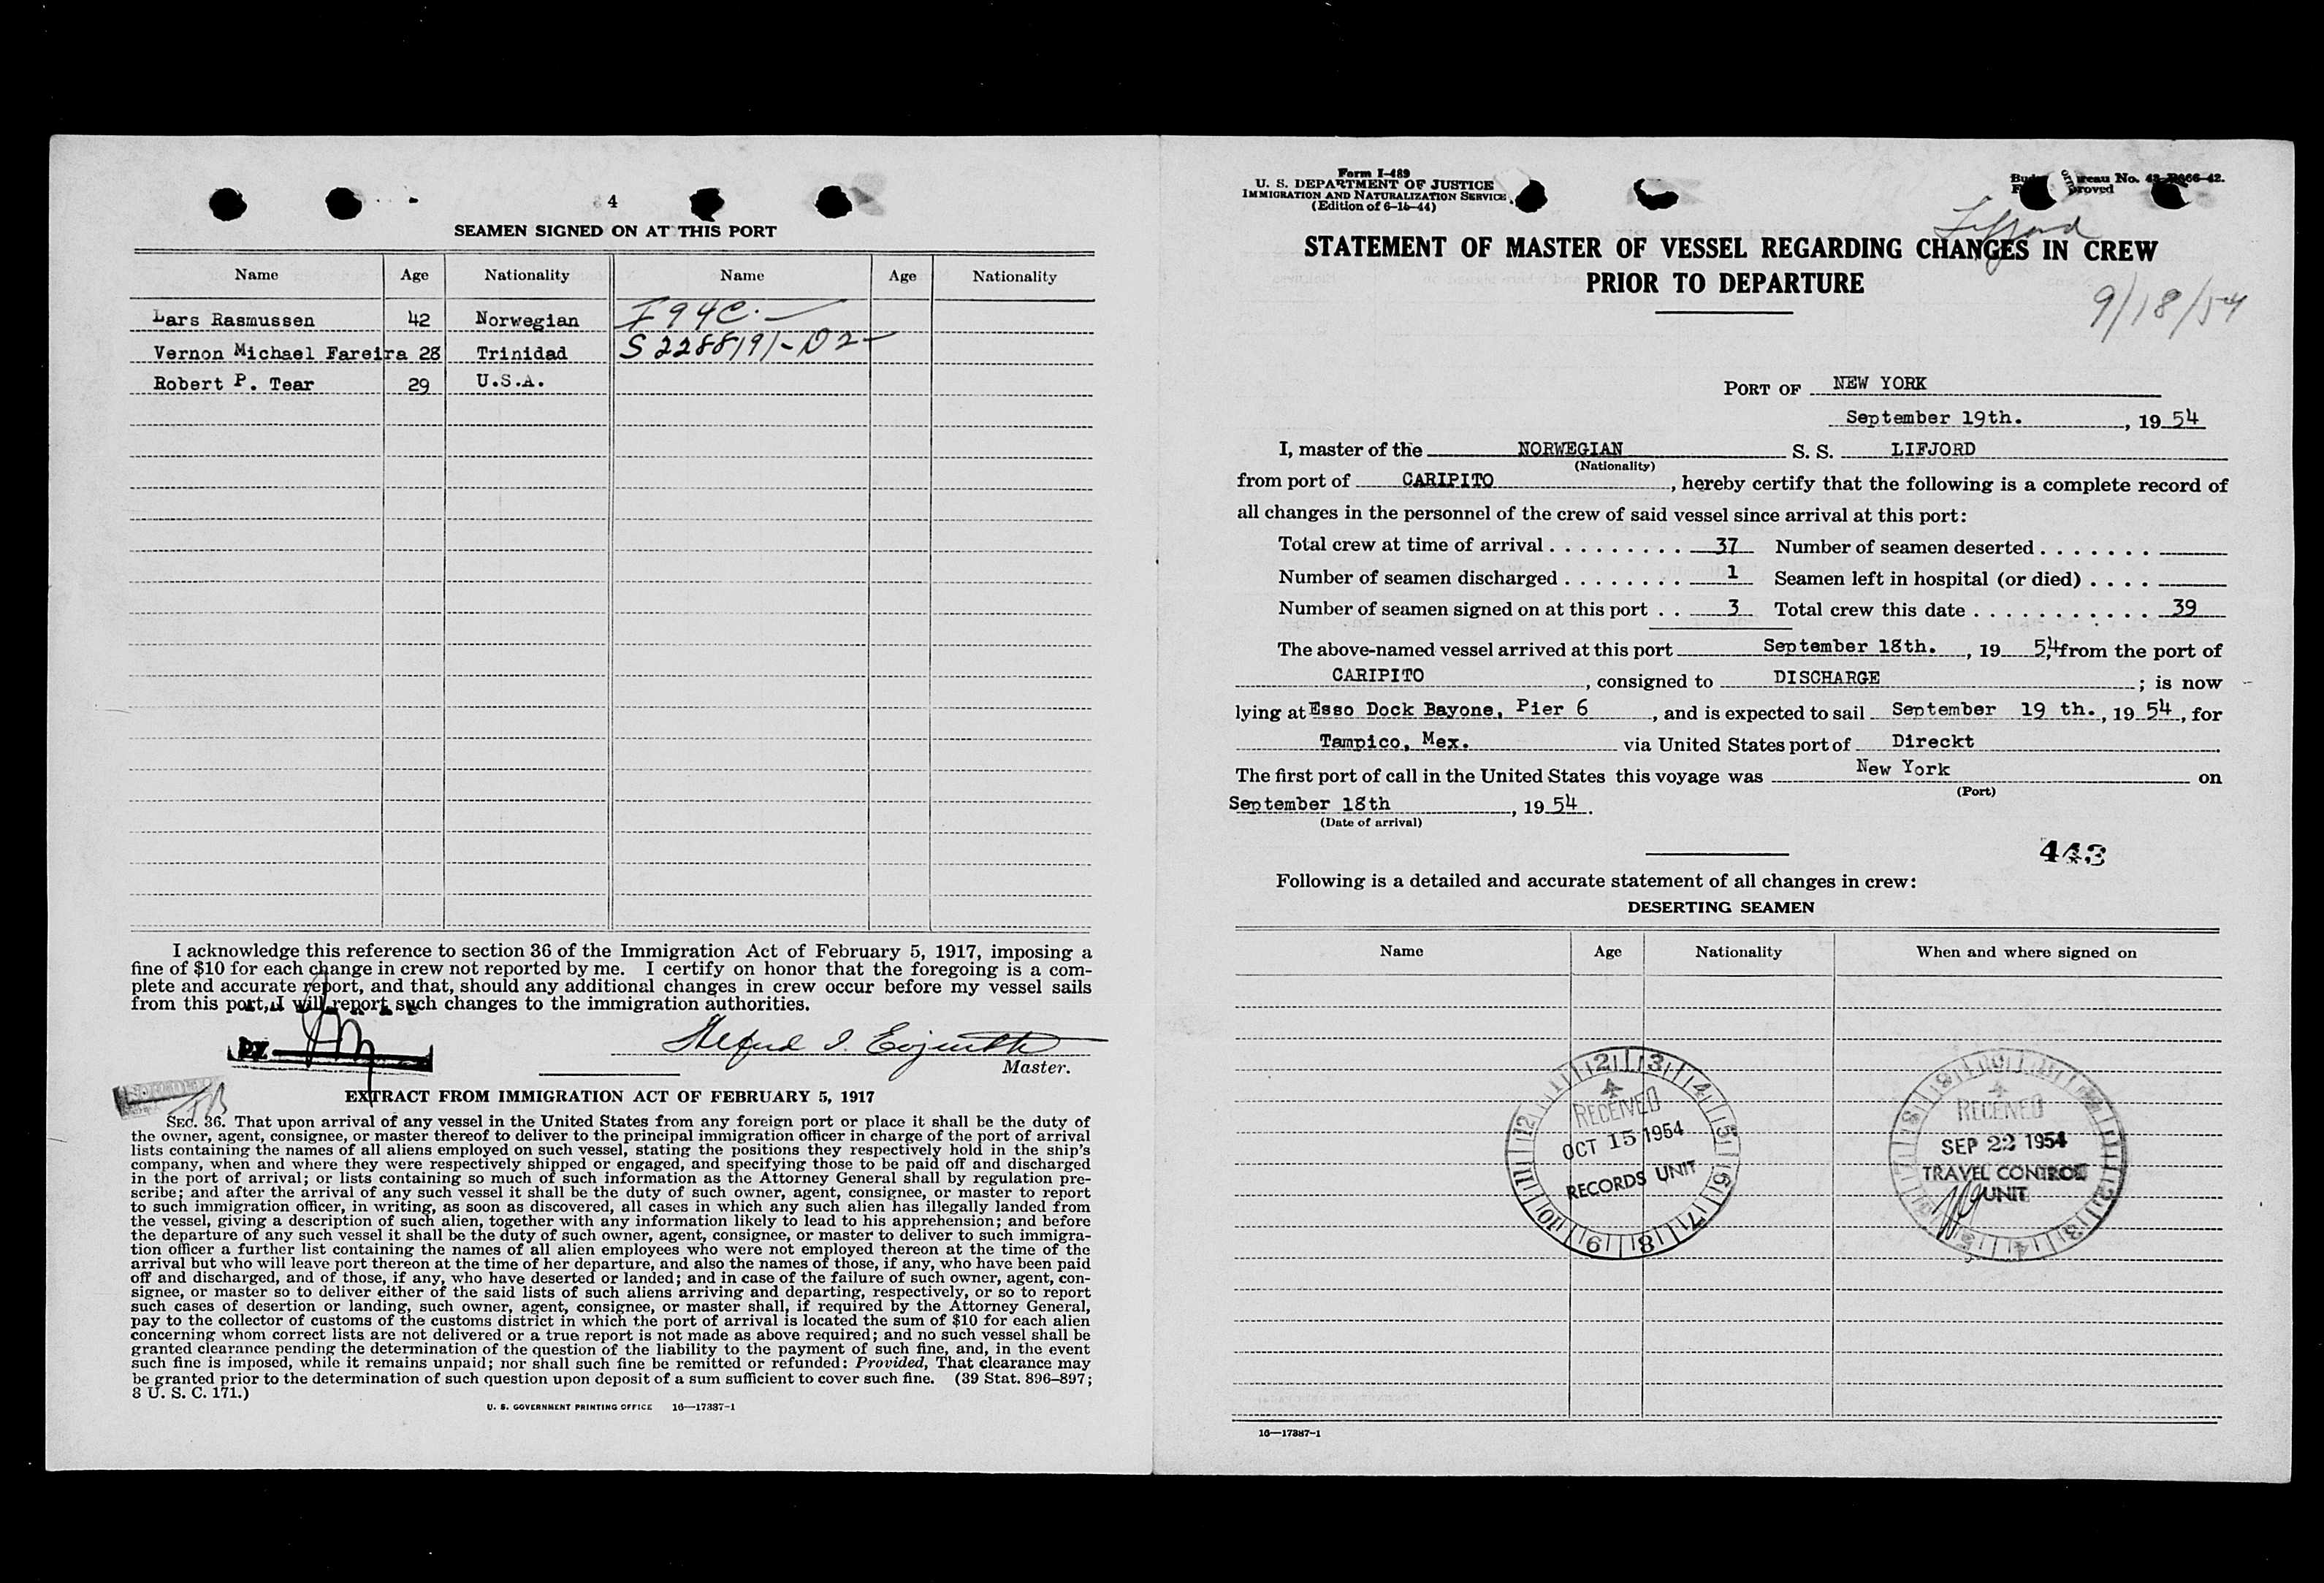 4
SEAMEN SIGNED ON AT THIS PORT
Name Age Nationality Name Age Nationality
Lars Rasmussen 42 Norwegian I 94C.—
Vernon Michael Fareira 28 Trinidad S 2288191-D2-
Robert P. Tear 29 U.S.A.
I acknowledge this reference to section 36 of the Immigration Act of February 5, 1917, imposing a
fine of $10 for each change in crew not reported by me. I certify on honor that the foregoing is a com-
plete and accurate report, and that, should any additional changes in crew occur before my vessel sails
from this port, I will report such changes to the immigration authorities.
By
Master.
EXTRACT FROM IMMIGRATION ACT OF FEBRUARY 5, 1917
SEC. 36. That upon arrival of any vessel in the United States from any foreign port or place it shall be the duty of
the owner, agent, consignee, or master thereof to deliver to the principal immigration officer in charge of the port of arrival
lists containing the names of all aliens employed on such vessel, stating the positions they respectively hold in the ship's
company, when and where they were respectively shipped or engaged, and specifying those to be paid off and discharged
in the port of arrival; or lists containing so much of such information as the Attorney General shall by regulation pre-
scribe; and after the arrival of any such vessel it shall be the duty of such owner, agent, consignee, or master to report
to such immigration officer, in writing, as soon as discovered, all cases in which any such alien has illegally landed from
the vessel, giving a description of such alien, together with any information likely to lead to his apprehension; and before
the departure of any such vessel it shall be the duty of such owner, agent, consignee, or master to deliver to such immigra-
tion officer a further list containing the names of all alien employees who were not employed thereon at the time of the
arrival but who will leave port thereon at the time of her departure, and also the names of those, if any, who have been paid
off and discharged, and of those, if any, who have deserted or landed; and in case of the failure of such owner, agent, con-
signee, or master so to deliver either of the said lists of such aliens arriving and departing, respectively, or so to report
such cases of desertion or landing, such owner, agent, consignee, or master shall, if required by the Attorney General,
pay to the collector of customs of the customs district in which the port of arrival is located the sum of $10 for each alien
concerning whom correct lists are not delivered or a true report is not made as above required; and no such vessel shall be
granted clearance pending the determination of the question of the liability to the payment of such fine, and, in the event
such fine is imposed, while it remains unpaid; nor shall such fine be remitted or refunded: Provided, That clearance may
be granted prior to the determination of such question upon deposit of a sum sufficient to cover such fine. (39 Stat. 896–897;
8 U. S. C. 171.)
U. S. GOVERNMENT PRINTING OFFICE 16—17387-1
Form I-489
U. S. DEPARTMENT OF JUSTICE
IMMIGRATION AND NATURALIZATION SERVICE
(Edition of 6-16-44)
Lifjord
STATEMENT OF MASTER OF VESSEL REGARDING CHANGES IN CREW
PRIOR TO DEPARTURE
9/18/54
PORT OF NEW YORK
September 19th. , 19 54
I, master of the NORWEGIAN S. S. LIFJORD
(Nationality)
from port of CARIPITO , hereby certify that the following is a complete record of
all changes in the personnel of the crew of said vessel since arrival at this port:
Total crew at time of arrival . . . . . . . . . 37 Number of seamen deserted . . . . . . .
Number of seamen discharged . . . . . . . . 1 Seamen left in hospital (or died) . . . .
Number of seamen signed on at this port . . 3 Total crew this date . . . . . . . . . . . . 39
The above-named vessel arrived at this port September 18th. , 19 54, from the port of
CARIPITO , consigned to DISCHARGE ; is now
lying at Esso Dock Bayone, Pier 6 , and is expected to sail September 19 th. , 19 54 , for
Tampico, Mex. via United States port of Direckt
The first port of call in the United States this voyage was New York on
(Port)
September 18th , 19 54 .
(Date of arrival)
443
Following is a detailed and accurate statement of all changes in crew:
DESERTING SEAMEN
Name Age Nationality When and where signed on
RECEIVED
OCT 15 1954
RECORDS UNIT
RECEIVED
SEP 22 1954
TRAVEL CONTROL
UNIT
16—17387-1